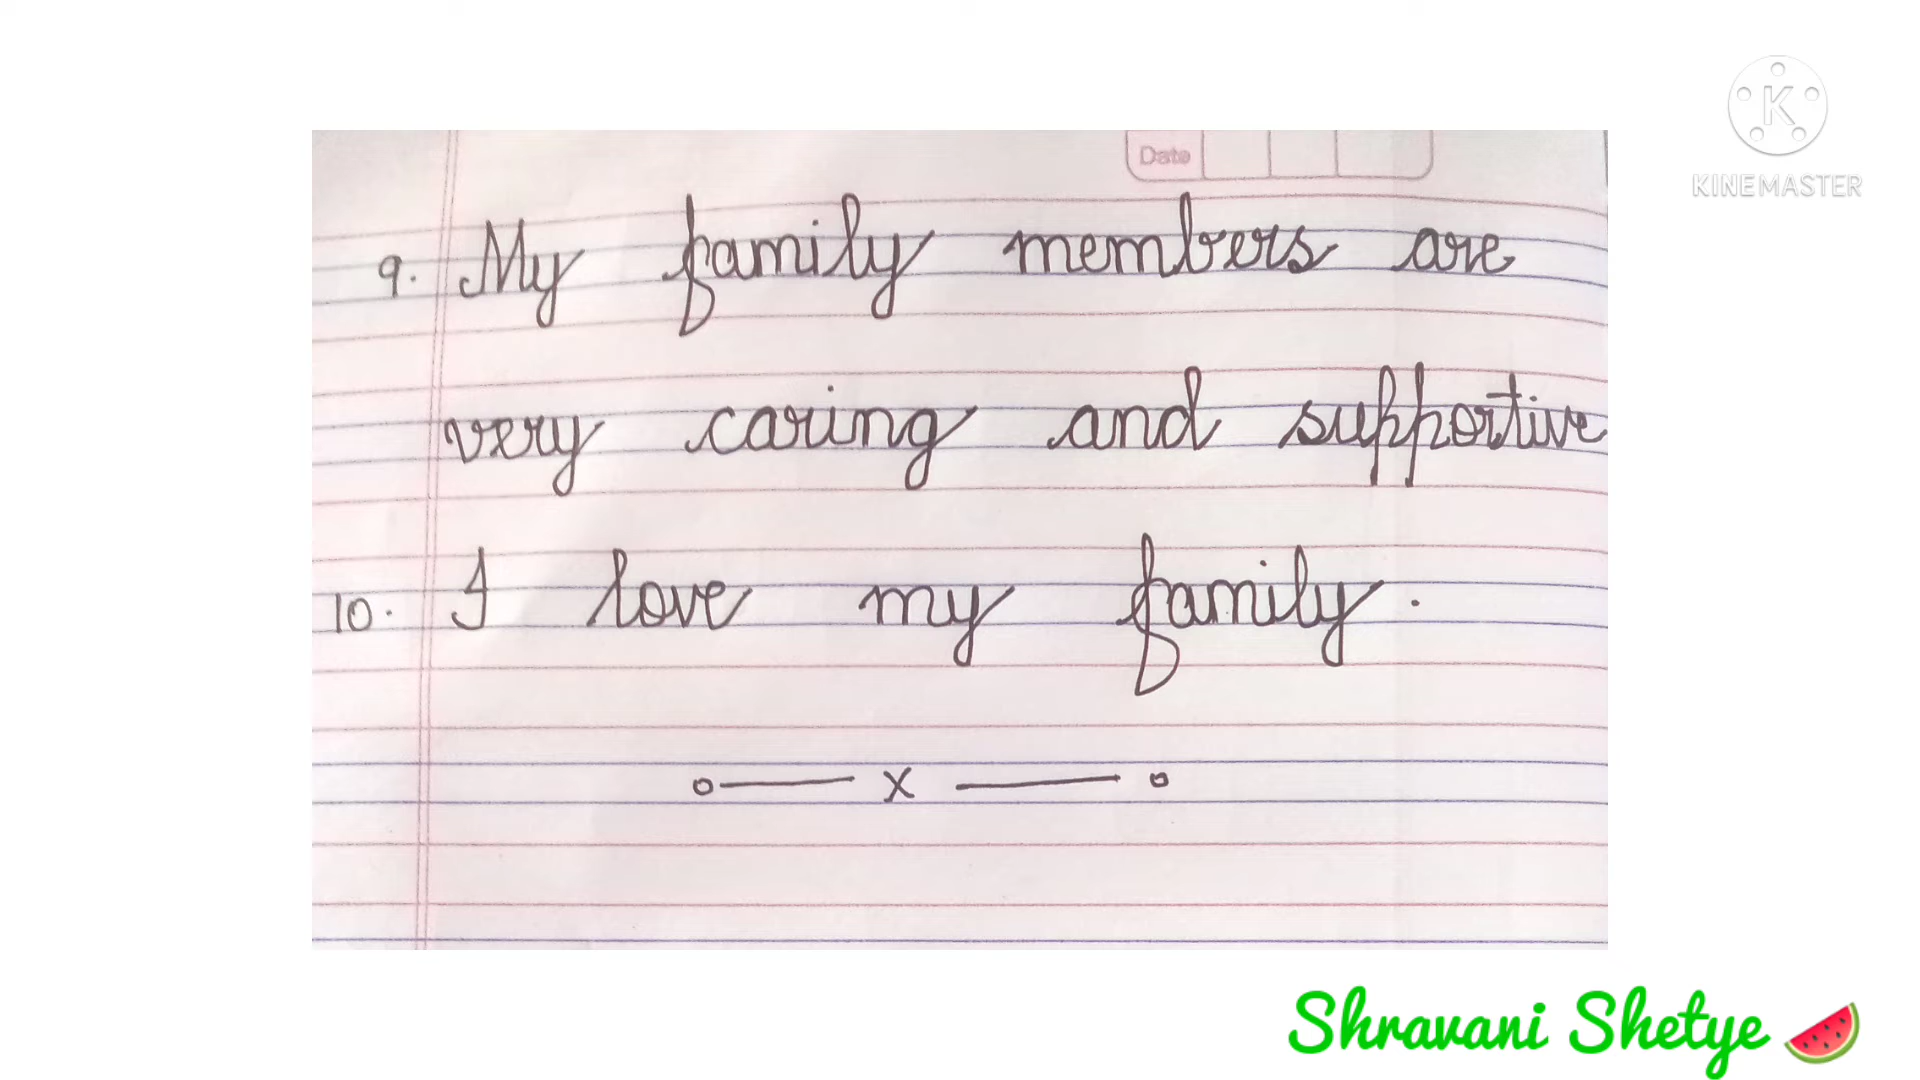 Date
KINEMASTER
9. My family members are
very caring and supportive
10. I love my family.
o—x—o
Shravani Shetye